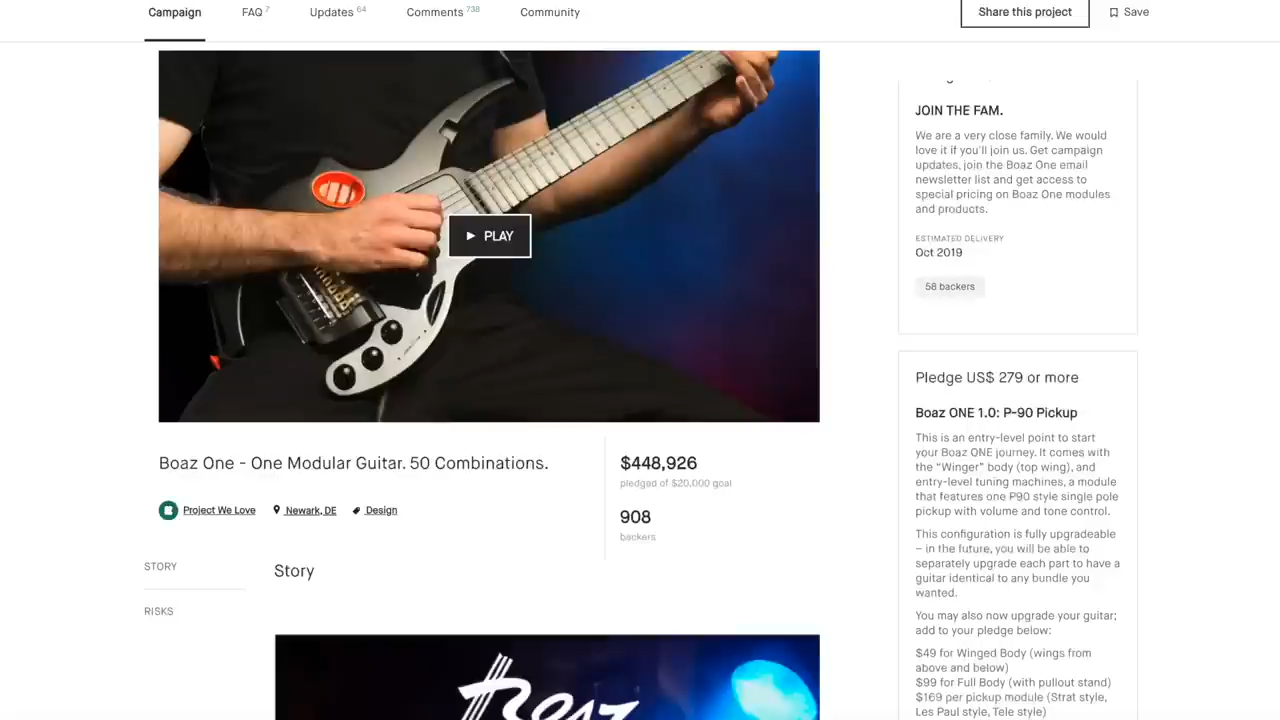 Campaign
FAQ 7
Updates 64
Comments 738
Community
Share this project
Save
PLAY
Boaz One - One Modular Guitar. 50 Combinations.
Project We Love
Newark, DE
Design
$448,926
pledged of $20,000 goal
908
backers
STORY
RISKS
Story
Boaz
JOIN THE FAM.
We are a very close family. We would
love it if you'll join us. Get campaign
updates, join the Boaz One email
newsletter list and get access to
special pricing on Boaz One modules
and products.
ESTIMATED DELIVERY
Oct 2019
58 backers
Pledge US$ 279 or more
Boaz ONE 1.0: P-90 Pickup
This is an entry-level point to start
your Boaz ONE journey. It comes with
the “Winger” body (top wing), and
entry-level tuning machines, a module
that features one P90 style single pole
pickup with volume and tone control.
This configuration is fully upgreadable
– in the future, you will be able to
separately upgrade each part to have a
guitar identical to any bundle you
wanted.
You may also now upgrade your guitar;
add to your pledge below:
$49 for Winged Body (wings from
above and below)
$99 for Full Body (with pullout stand)
$169 per pickup module (Strat style,
Les Paul style, Tele style)